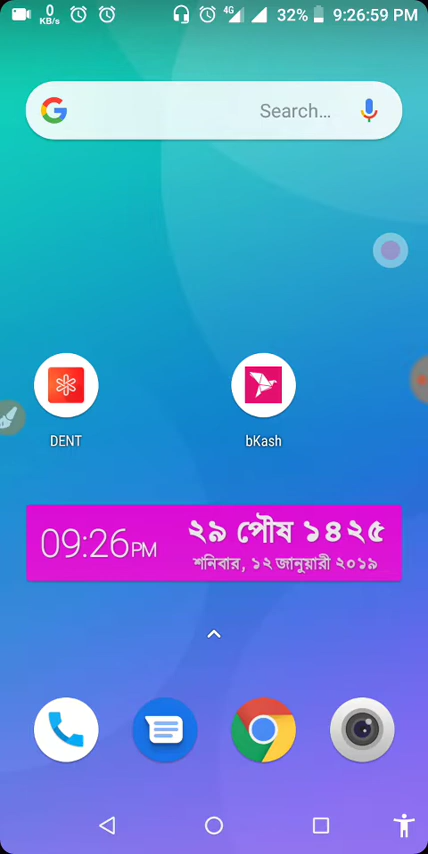 0 KB/s 4G 32% 9:26:59 PM
Search...
DENT bKash
09:26PM ২৯ পৌষ ১৪২৫
শনিবার, ১২ জানুয়ারী ২০১৯